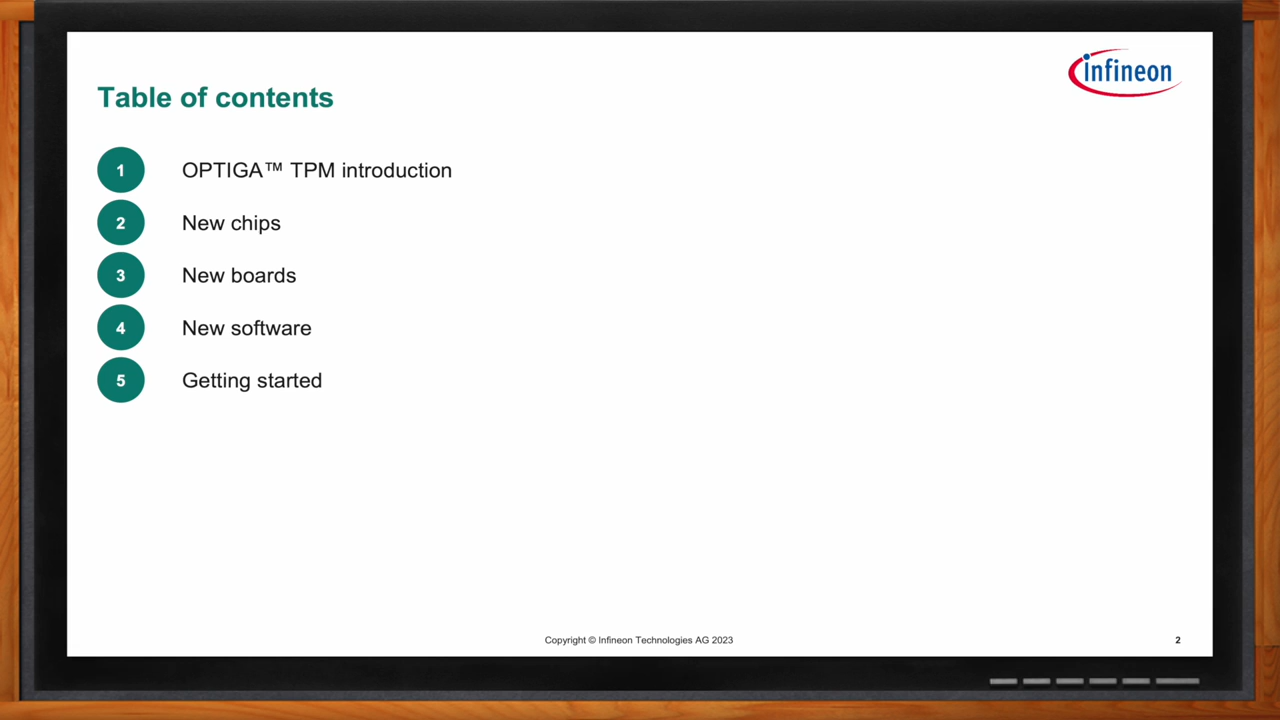 infineon
Table of contents
1 OPTIGA™ TPM introduction
2 New chips
3 New boards
4 New software
5 Getting started
Copyright © Infineon Technologies AG 2023
2